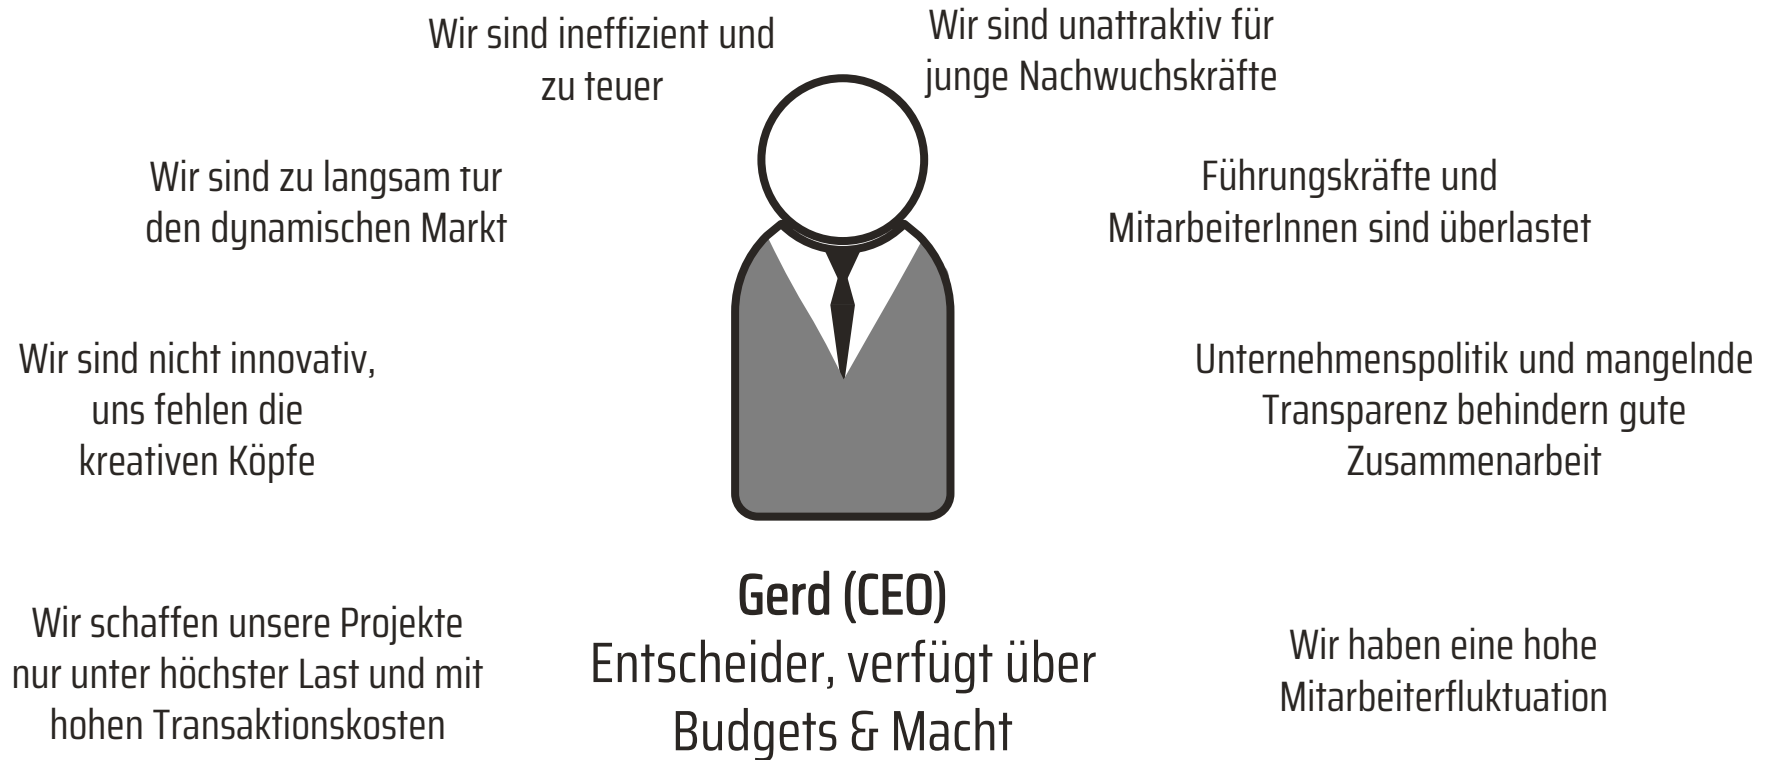 Wir sind ineffizient und
zu teuer
Wir sind unattraktiv für
junge Nachwuchskräfte
Wir sind zu langsam tur
den dynamischen Markt
Führungskräfte und
MitarbeiterInnen sind überlastet
Wir sind nicht innovativ,
uns fehlen die
kreativen Köpfe
Unternehmenspolitik und mangelnde
Transparenz behindern gute
Zusammenarbeit
Wir schaffen unsere Projekte
nur unter höchster Last und mit
hohen Transaktionskosten
Gerd (CEO)
Entscheider, verfügt über
Budgets & Macht
Wir haben eine hohe
Mitarbeiterfluktuation